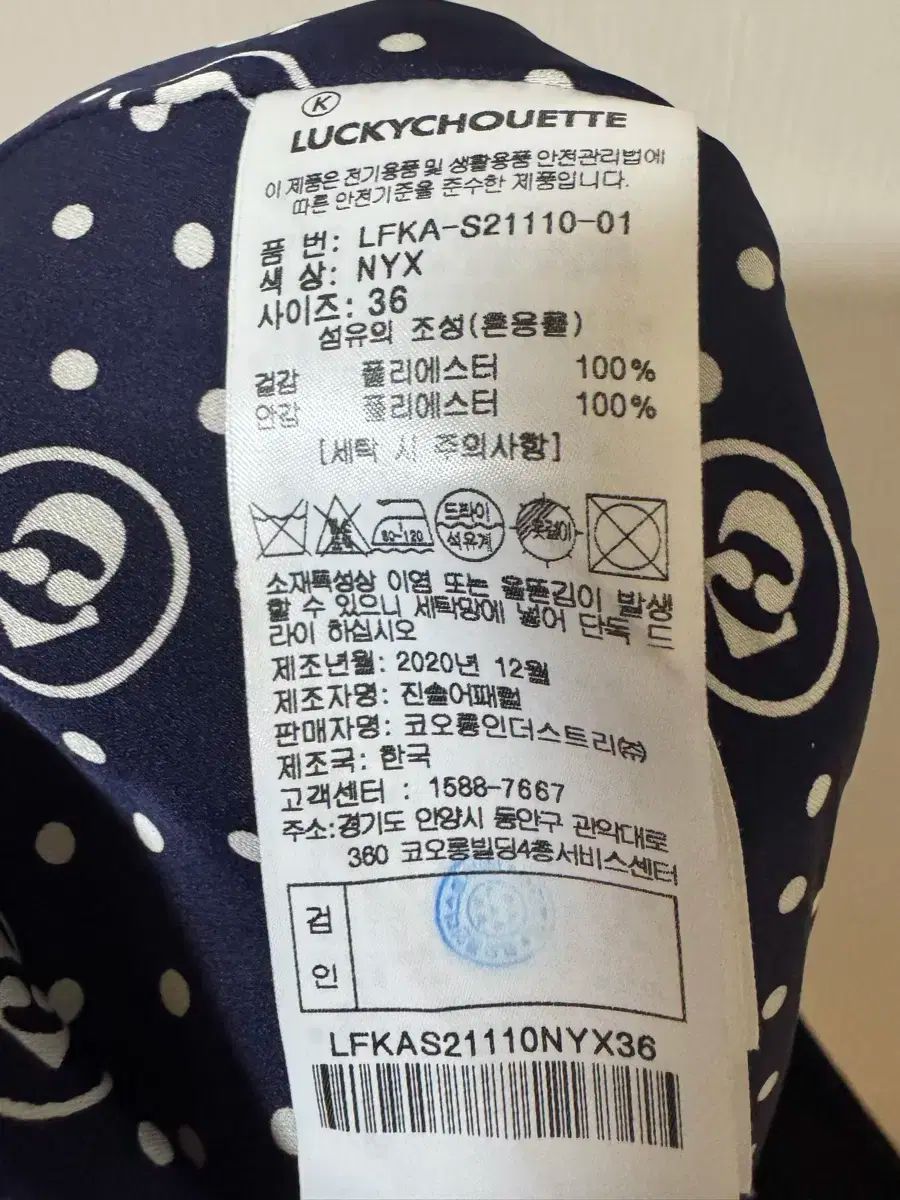 K
LUCKYCHOUETTE
이 제품은 전기용품 및 생활용품 안전관리법에
따른 안전기준을 준수한 제품입니다.
품 번: LFKA-S21110-01
색 상: NYX
사이즈: 36
섬유의 조성(혼용률)
겉감 폴리에스터 100%
안감 폴리에스터 100%
[세탁 시 주의사항]
80~120
드라이
석유계
옷걸이
소재특성상 이염 또는 올뜯김이 발생
할 수 있으니 세탁망에 넣어 단독 드
라이 하십시오
제조년월: 2020년 12월
제조자명: 진솔어패럴
판매자명: 코오롱인더스트리㈜
제조국: 한국
고객센터 : 1588-7667
주소:경기도 안양시 동안구 관악대로
360 코오롱빌딩4층서비스센터
검
인
LFKAS21110NYX36